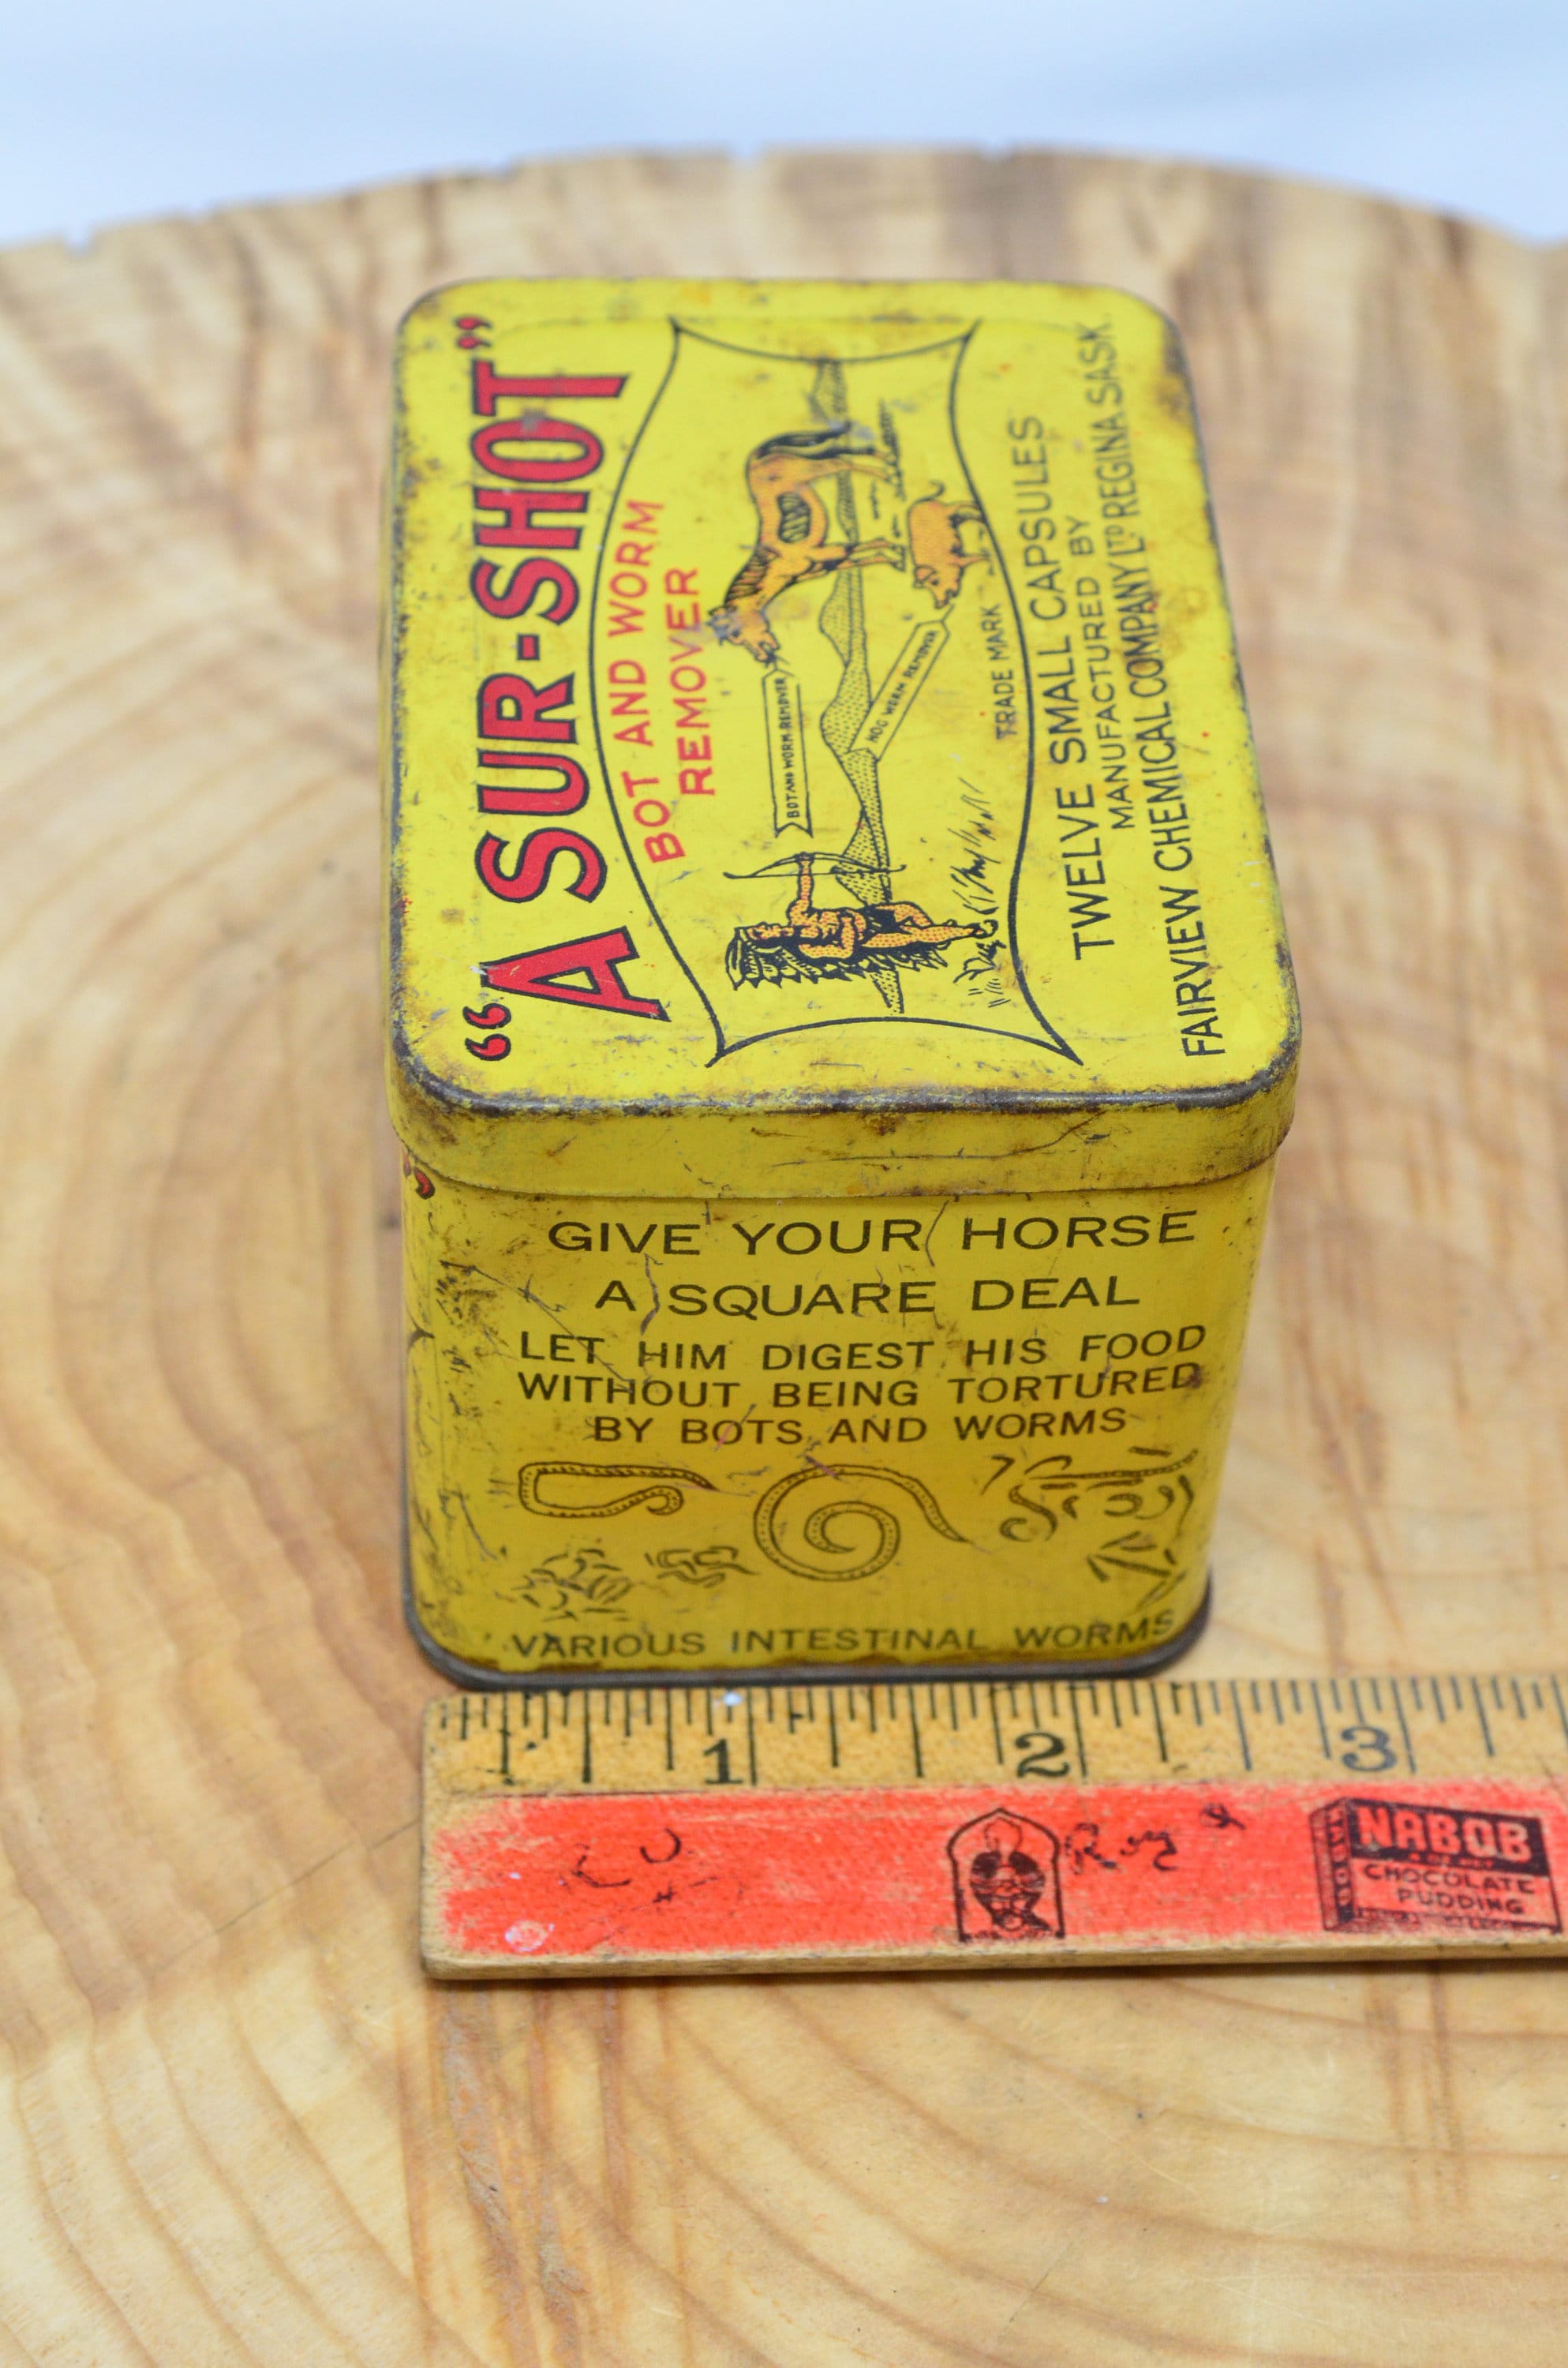 "A SUR-SHOT"
BOT AND WORM
REMOVER
BOT AND WORM REMOVER
HOG WORM REMOVER
TRADE MARK
TWELVE SMALL CAPSULES
MANUFACTURED BY
FAIRVIEW CHEMICAL COMPANY LTD REGINA SASK.
GIVE YOUR HORSE
A SQUARE DEAL
LET HIM DIGEST HIS FOOD
WITHOUT BEING TORTURED
BY BOTS AND WORMS
VARIOUS INTESTINAL WORMS
1 2 3
NABOB
CHOCOLATE
PUDDING